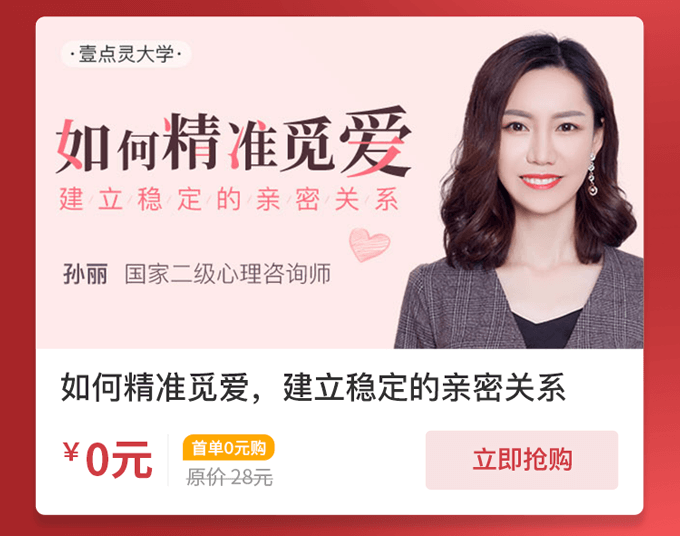 ·壹点灵大学·
如何精准觅爱
建/立/稳/定/的/亲/密/关/系
孙丽 国家二级心理咨询师
如何精准觅爱，建立稳定的亲密关系
¥0元
首单0元购
原价 28元
立即抢购